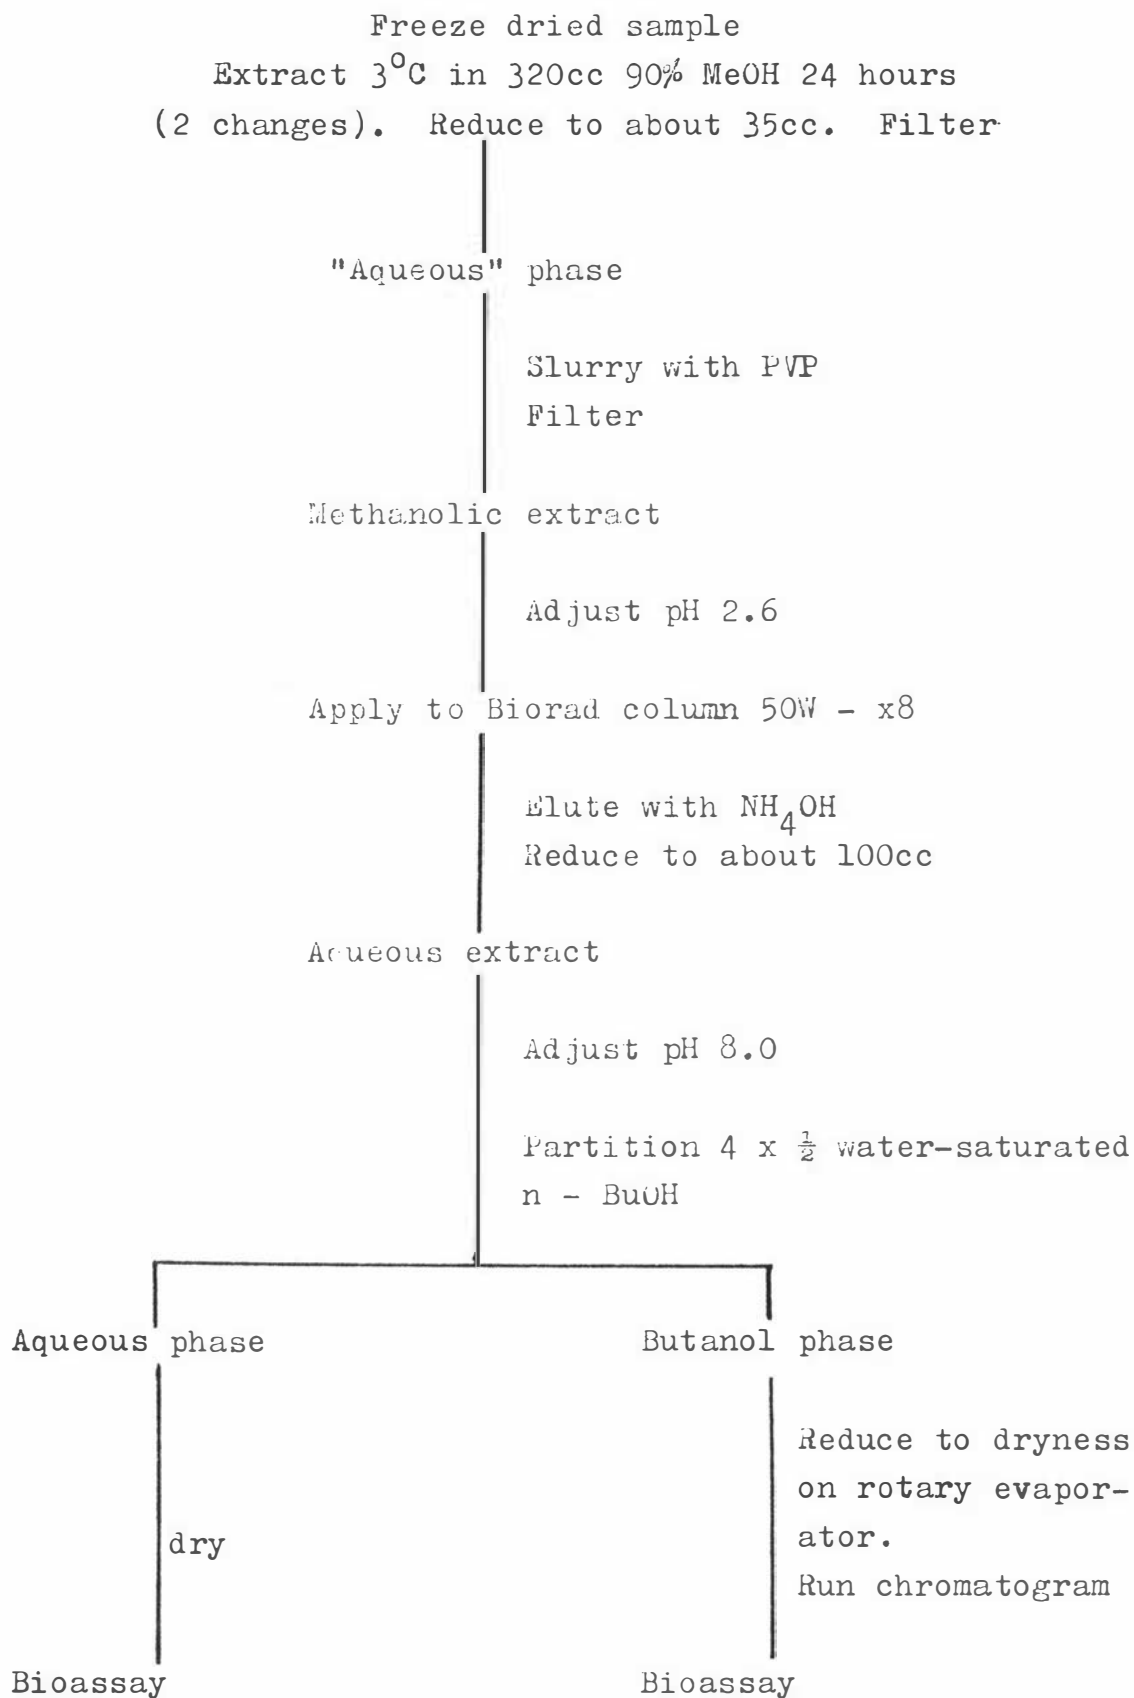 Freeze dried sample
Extract 3°C in 320cc 90% MeOH 24 hours
(2 changes). Reduce to about 35cc. Filter
"Aqueous" phase
Slurry with PVP
Filter
Methanolic extract
Adjust pH 2.6
Apply to Biorad column 50W - x8
Elute with NH₄OH
Reduce to about 100cc
Aqueous extract
Adjust pH 8.0
Partition 4 x ½ water-saturated
n - BuOH
Aqueous phase
Butanol phase
dry
Reduce to dryness
on rotary evapor-
ator.
Run chromatogram
Bioassay
Bioassay